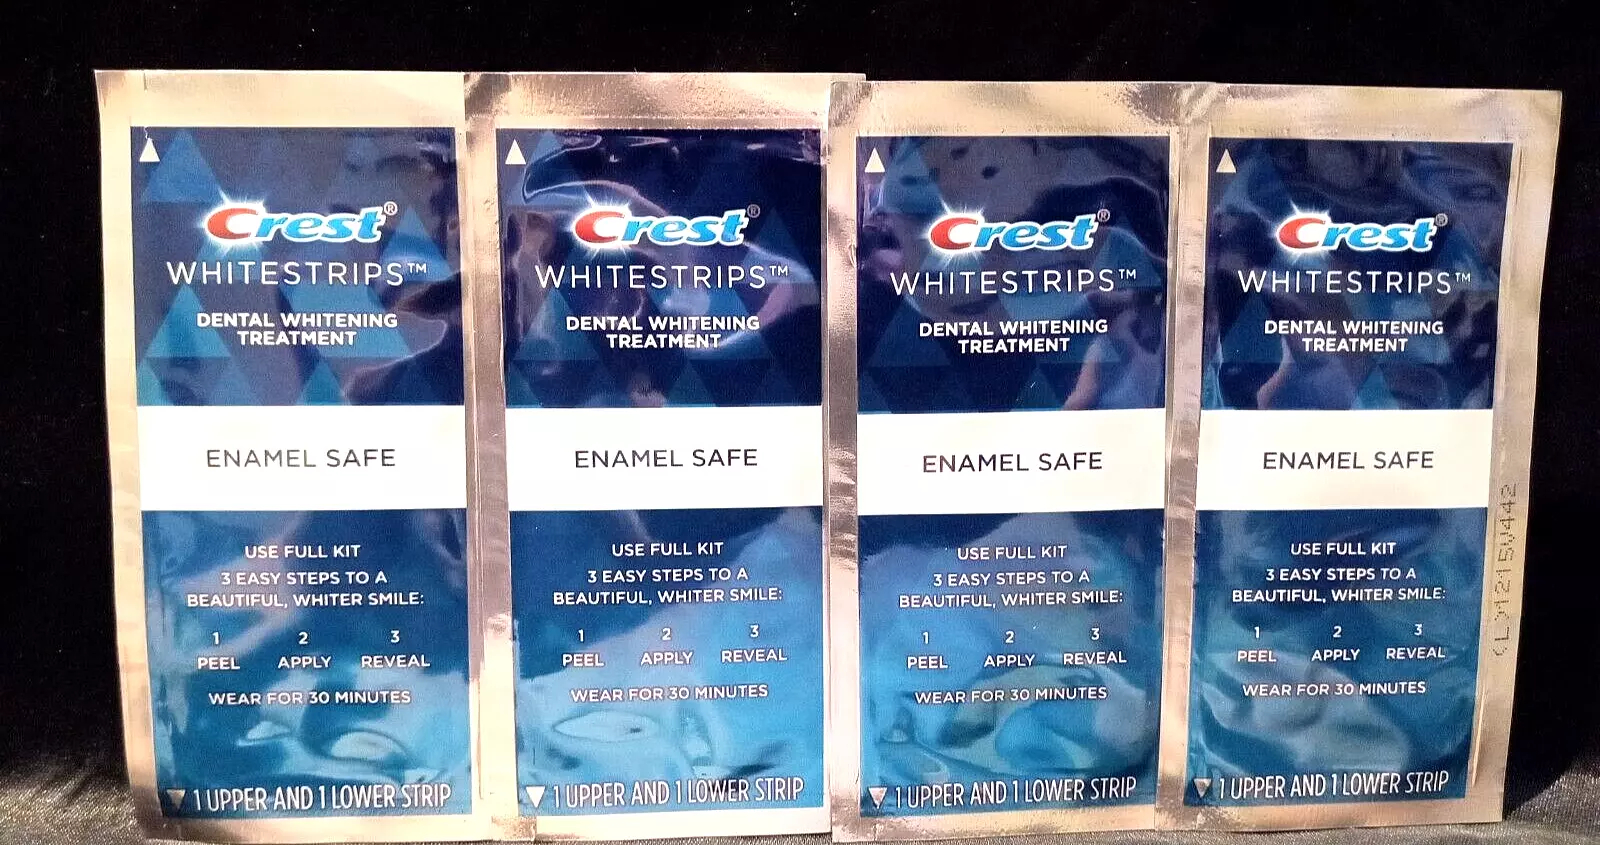 Crest®
WHITESTRIPS™
DENTAL WHITENING
TREATMENT
ENAMEL SAFE
USE FULL KIT
3 EASY STEPS TO A
BEAUTIFUL, WHITER SMILE:
1 2 3
PEEL APPLY REVEAL
WEAR FOR 30 MINUTES
1 UPPER AND 1 LOWER STRIP
Crest®
WHITESTRIPS™
DENTAL WHITENING
TREATMENT
ENAMEL SAFE
USE FULL KIT
3 EASY STEPS TO A
BEAUTIFUL, WHITER SMILE:
1 2 3
PEEL APPLY REVEAL
WEAR FOR 30 MINUTES
1 UPPER AND 1 LOWER STRIP
Crest®
WHITESTRIPS™
DENTAL WHITENING
TREATMENT
ENAMEL SAFE
USE FULL KIT
3 EASY STEPS TO A
BEAUTIFUL, WHITER SMILE:
1 2 3
PEEL APPLY REVEAL
WEAR FOR 30 MINUTES
1 UPPER AND 1 LOWER STRIP
Crest®
WHITESTRIPS™
DENTAL WHITENING
TREATMENT
ENAMEL SAFE
USE FULL KIT
3 EASY STEPS TO A
BEAUTIFUL, WHITER SMILE:
1 2 3
PEEL APPLY REVEAL
WEAR FOR 30 MINUTES
1 UPPER AND 1 LOWER STRIP